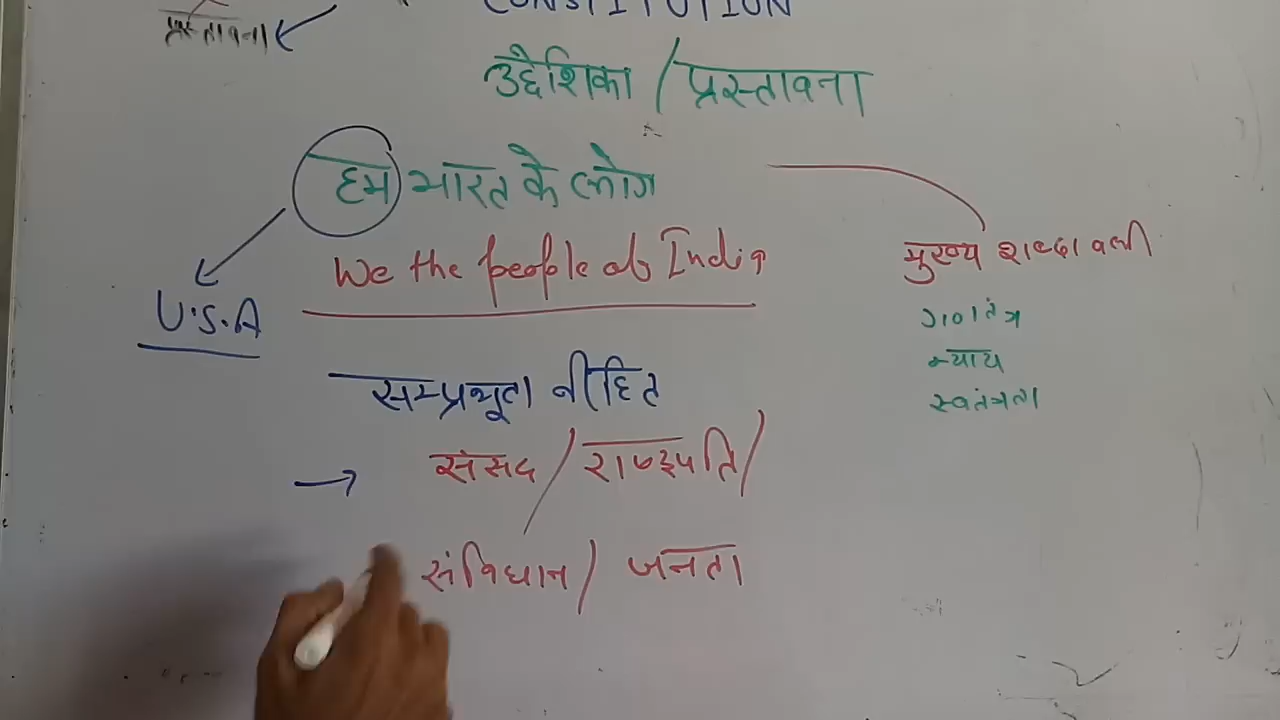 CONSTITUTION
प्रस्तावना
उद्देशिका / प्रस्तावना
हम भारत के लोग
We the people of India
मुख्य शब्दावली
U.S.A
गणतंत्र
न्याय
स्वतंत्रता
सम्प्रभूता नीहित
→ संसद / राष्ट्रपति /
संविधान / जनता